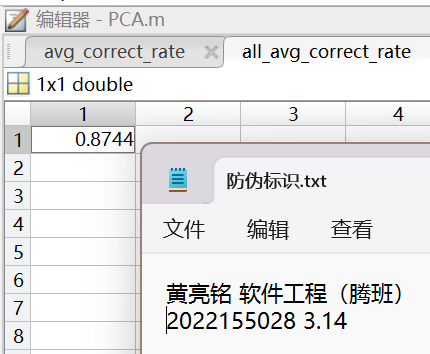 编辑器 - PCA.m
avg_correct_rate
all_avg_correct_rate
1x1 double
1 2 3 4
1 0.8744
2
3
4
5
6
7
8
防伪标识.txt
文件 编辑 查看
黄亮铭 软件工程（腾班）
2022155028 3.14